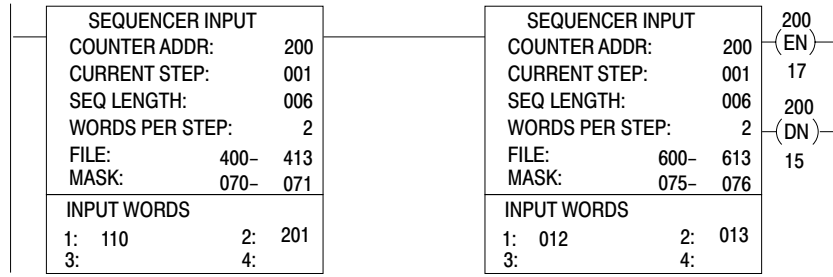 SEQUENCER INPUT
COUNTER ADDR: 200
CURRENT STEP: 001
SEQ LENGTH: 006
WORDS PER STEP: 2
FILE: 400– 413
MASK: 070– 071
INPUT WORDS
1: 110 2: 201
3: 4:
SEQUENCER INPUT
COUNTER ADDR: 200
CURRENT STEP: 001
SEQ LENGTH: 006
WORDS PER STEP: 2
FILE: 600– 613
MASK: 075– 076
INPUT WORDS
1: 012 2: 013
3: 4:
200
(EN)
17
200
(DN)
15